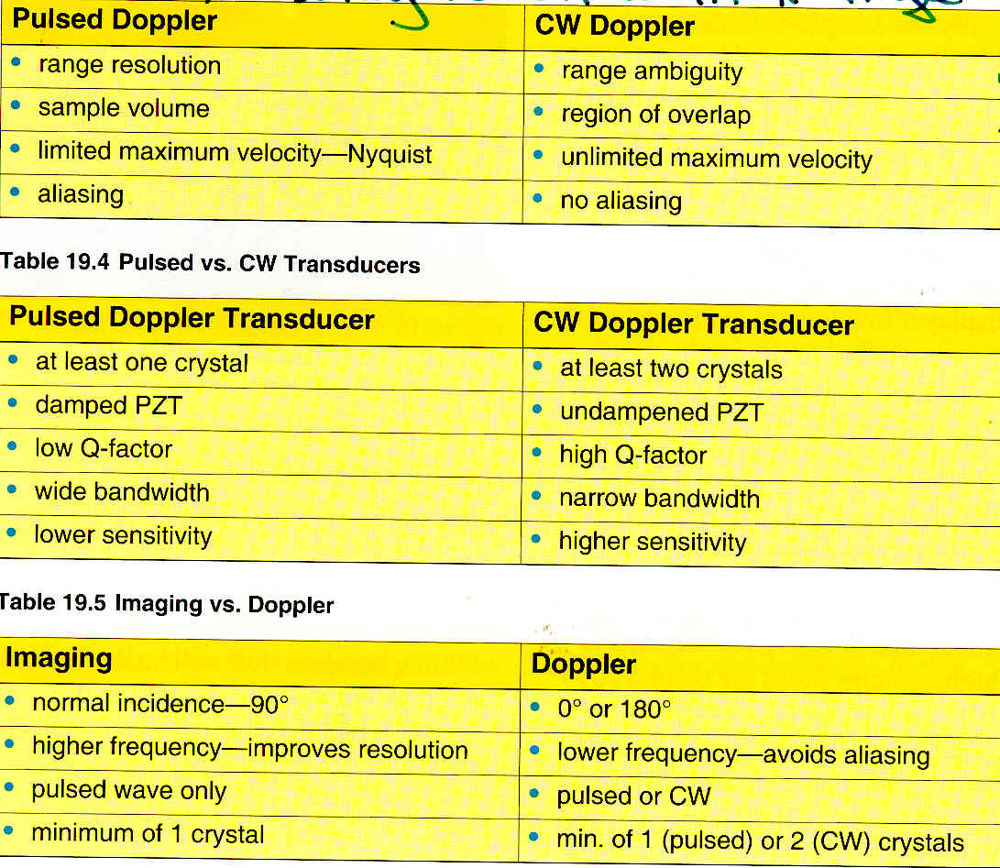 Pulsed Doppler CW Doppler
• range resolution • range ambiguity
• sample volume • region of overlap
• limited maximum velocity—Nyquist • unlimited maximum velocity
• aliasing • no aliasing
Table 19.4 Pulsed vs. CW Transducers
Pulsed Doppler Transducer CW Doppler Transducer
• at least one crystal • at least two crystals
• damped PZT • undampened PZT
• low Q-factor • high Q-factor
• wide bandwidth • narrow bandwidth
• lower sensitivity • higher sensitivity
Table 19.5 Imaging vs. Doppler
Imaging Doppler
• normal incidence—90° • 0° or 180°
• higher frequency—improves resolution • lower frequency—avoids aliasing
• pulsed wave only • pulsed or CW
• minimum of 1 crystal • min. of 1 (pulsed) or 2 (CW) crystals